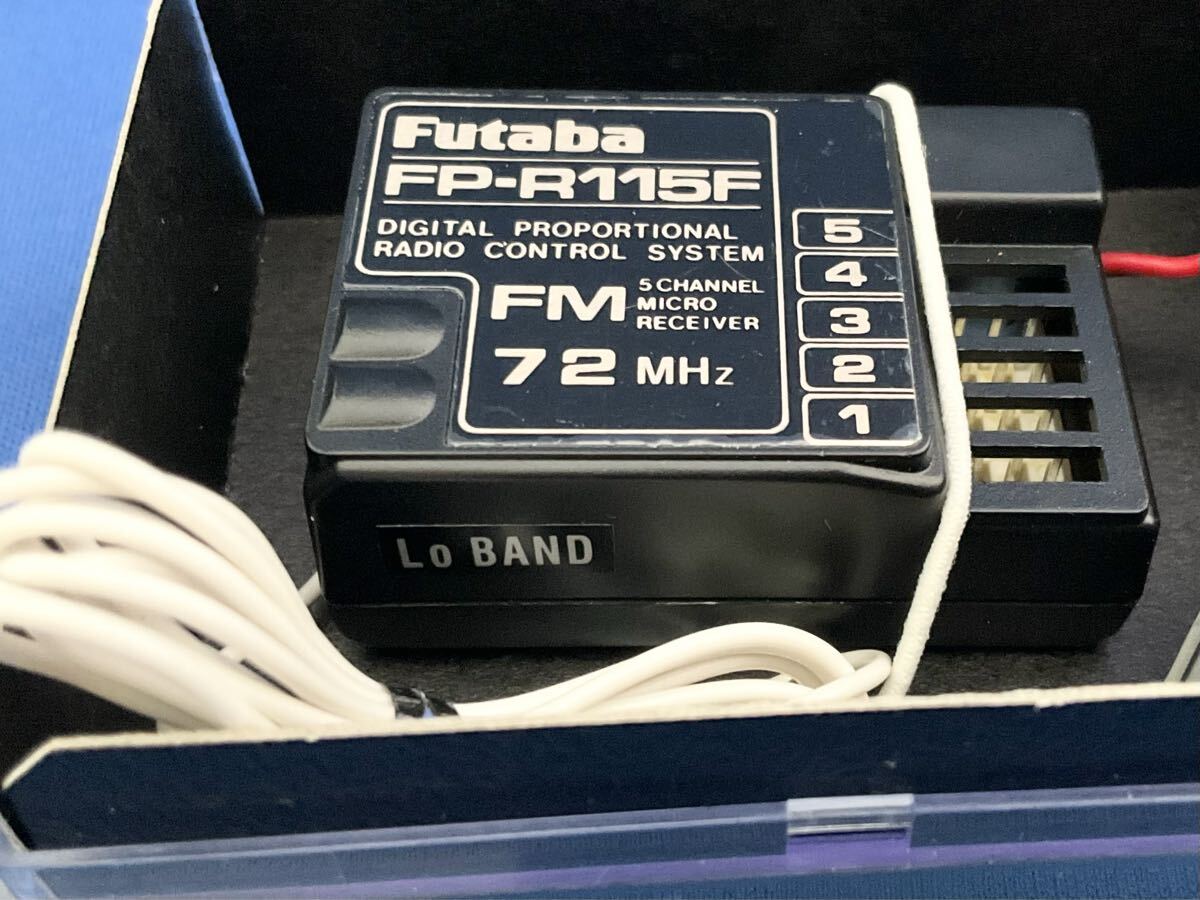 Futaba
FP-R115F
DIGITAL PROPORTIONAL
RADIO CONTROL SYSTEM
FM
5 CHANNEL
MICRO
RECEIVER
72 MHz
5
4
3
2
1
Lo BAND